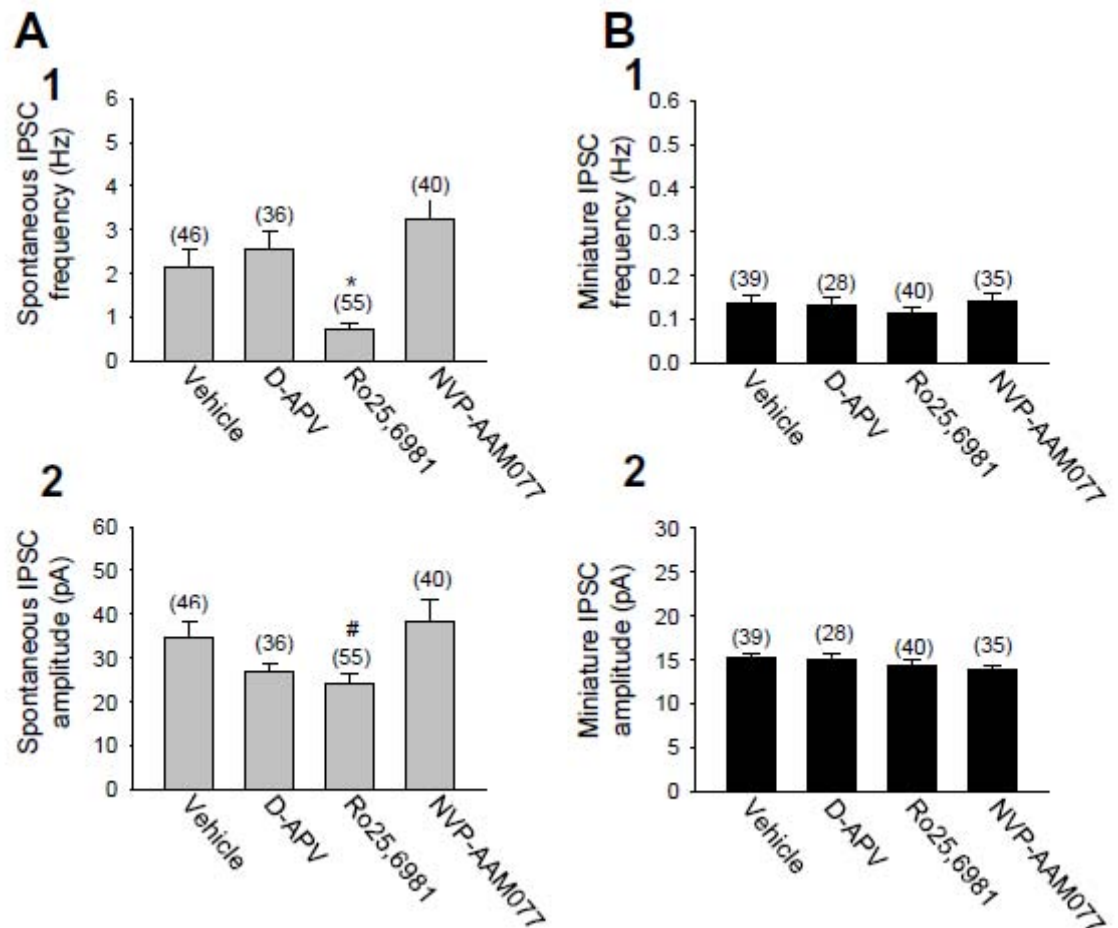 A
1
Spontaneous IPSC
frequency (Hz)
6
5
4
3
2
1
0
(46)
(36)
*
(55)
(40)
Vehicle
D-APV
Ro25,6981
NVP-AAM077
B
1
Miniature IPSC
frequency (Hz)
0.6
0.5
0.4
0.3
0.2
0.1
0.0
(39)
(28)
(40)
(35)
Vehicle
D-APV
Ro25,6981
NVP-AAM077
2
Spontaneous IPSC
amplitude (pA)
60
50
40
30
20
10
0
(46)
(36)
#
(55)
(40)
Vehicle
D-APV
Ro25,6981
NVP-AAM077
2
Miniature IPSC
amplitude (pA)
30
25
20
15
10
5
0
(39)
(28)
(40)
(35)
Vehicle
D-APV
Ro25,6981
NVP-AAM077